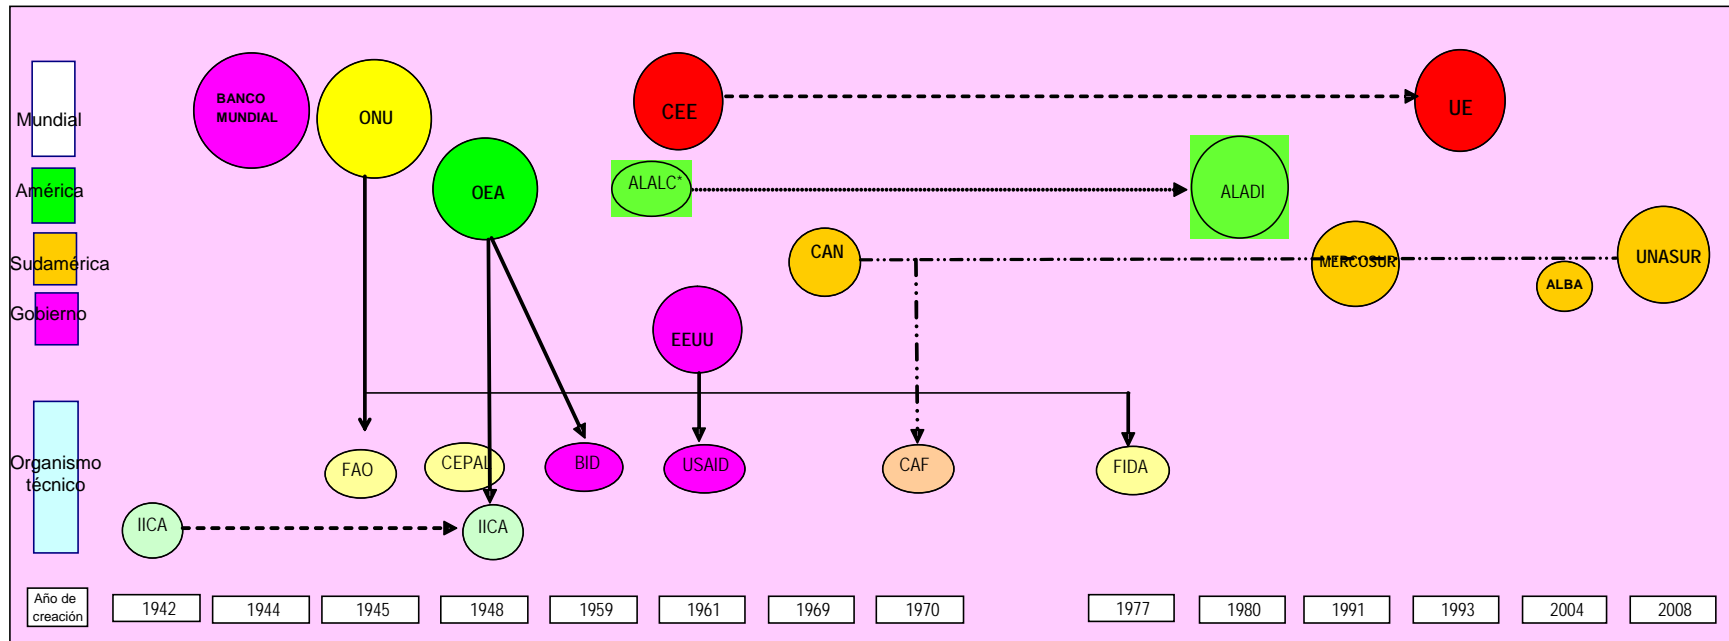 Mundial
BANCO
MUNDIAL
ONU
CEE
UE
América
OEA
ALALC*
ALADI
Sudamérica
CAN
MERCOSUR
ALBA
UNASUR
Gobierno
EEUU
Organismo
técnico
FAO
CEPAL
BID
USAID
CAF
FIDA
IICA
IICA
Año de
creación
1942
1944
1945
1948
1959
1961
1969
1970
1977
1980
1991
1993
2004
2008